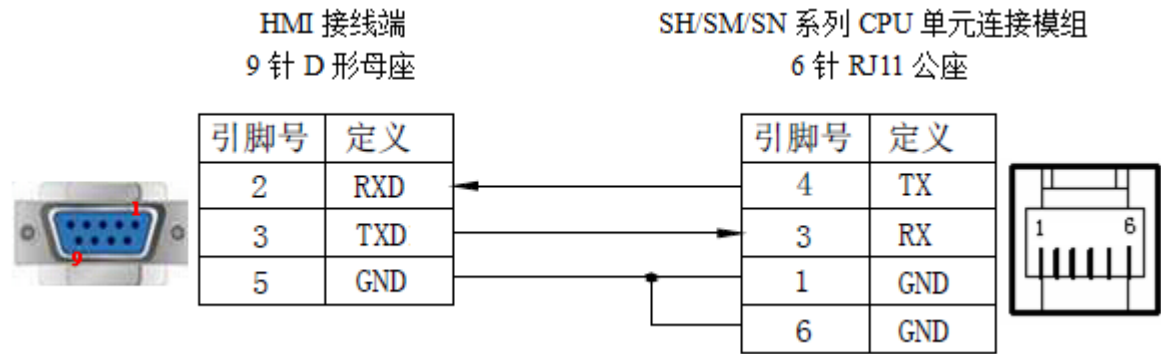 HMI 接线端
9 针 D 形母座
SH/SM/SN 系列 CPU 单元连接模组
6 针 RJ11 公座
引脚号 定义
2 RXD
3 TXD
5 GND
引脚号 定义
4 TX
3 RX
1 GND
6 GND
1
9
1 6